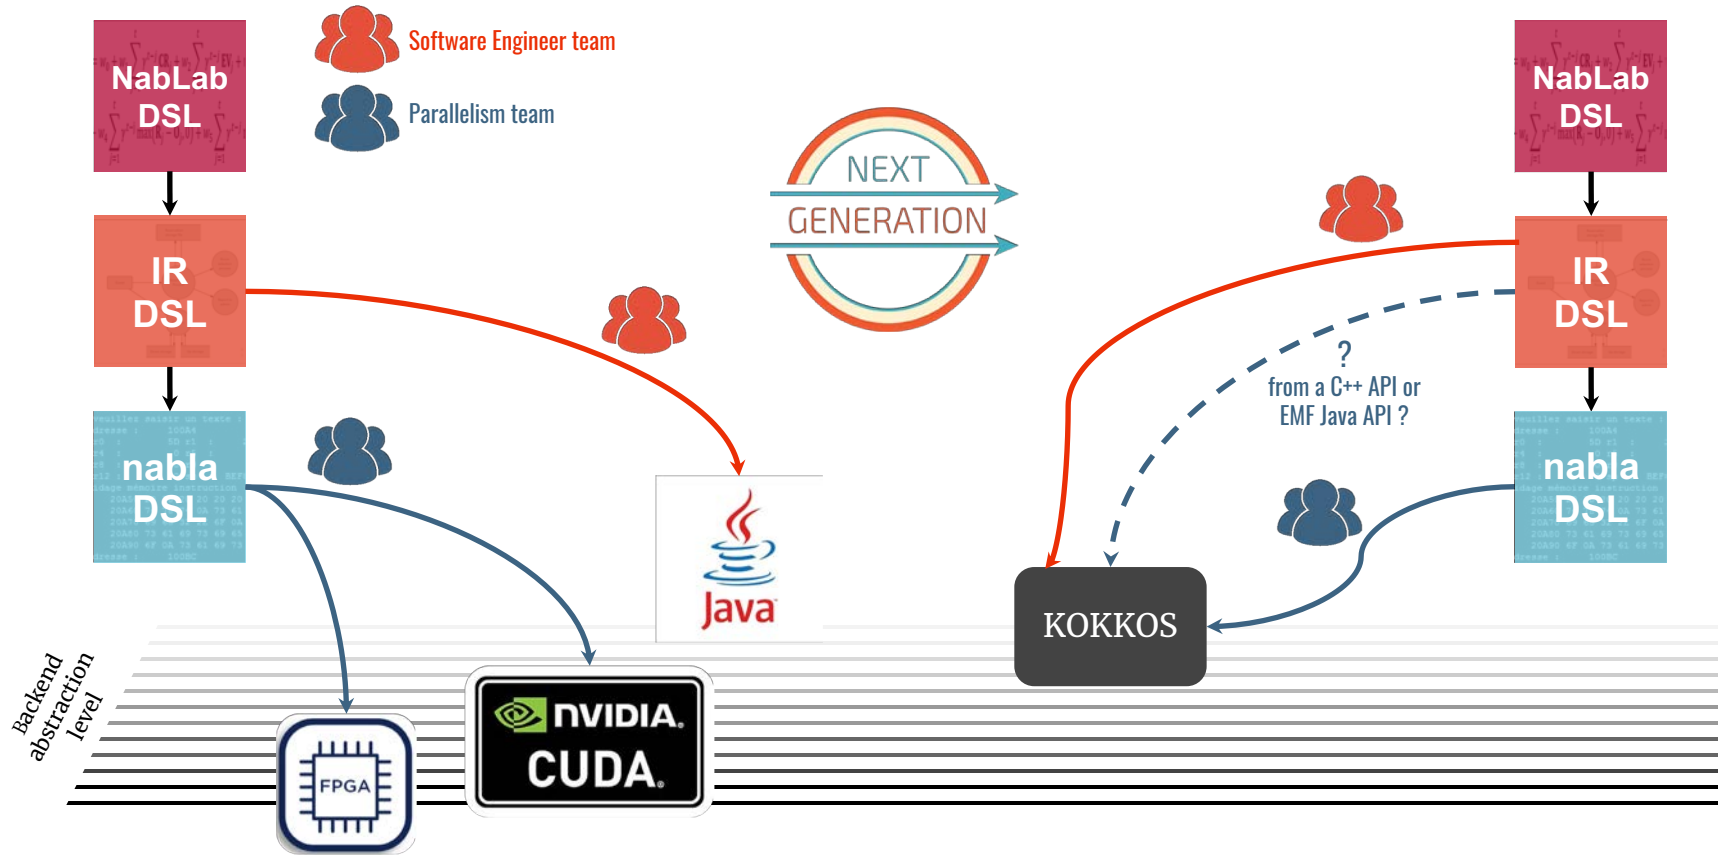 NabLab
DSL
Software Engineer team
Parallelism team
NEXT
GENERATION
NabLab
DSL
IR
DSL
IR
DSL
?
from a C++ API or
EMF Java API ?
nabla
DSL
nabla
DSL
Java
KOKKOS
Backend
abstraction
level
NVIDIA.
CUDA.
FPGA